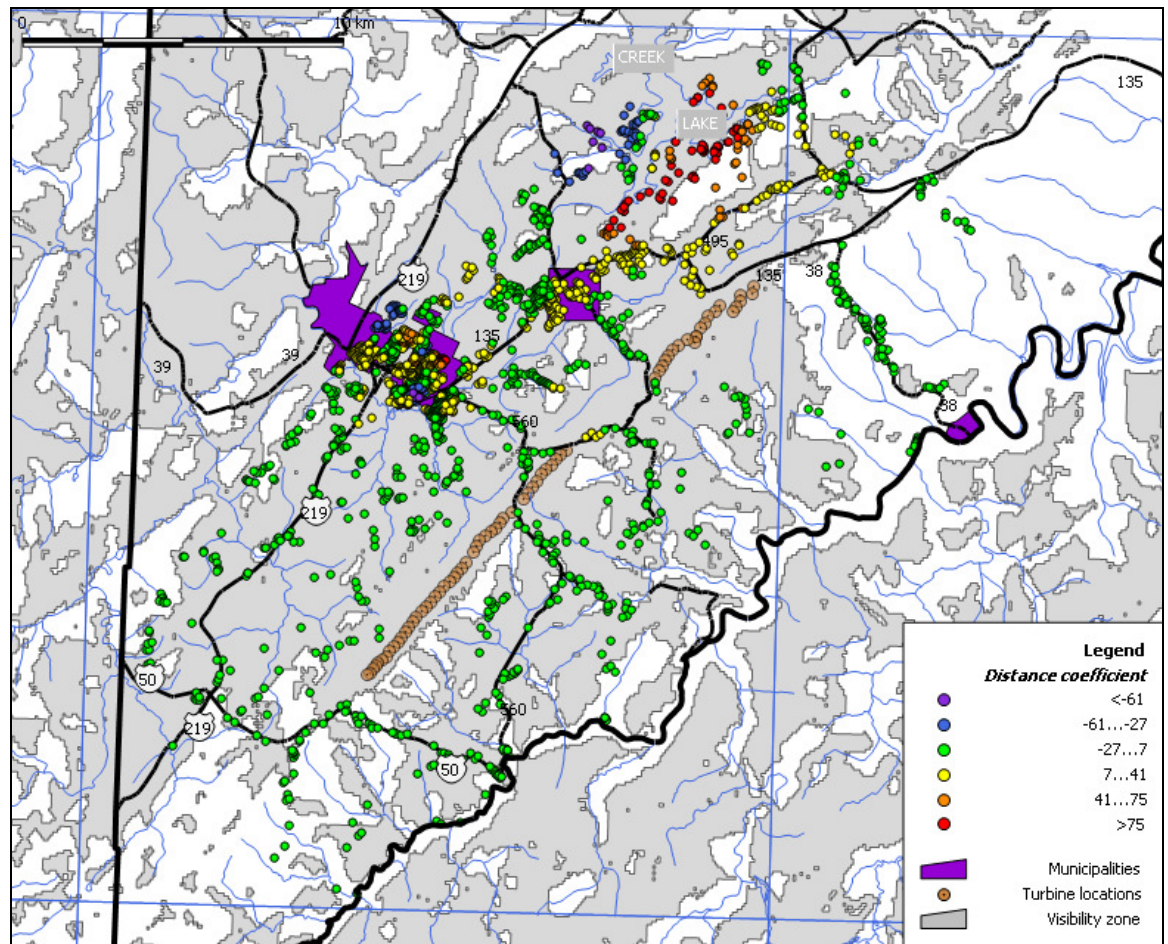 0 10 km
CREEK
135
LAKE
495
219
38
135
135
39
39
38
560
219
50
560
219
50
Legend
Distance coefficient
<-61
-61...-27
-27...7
7...41
41...75
>75
Municipalities
Turbine locations
Visibility zone